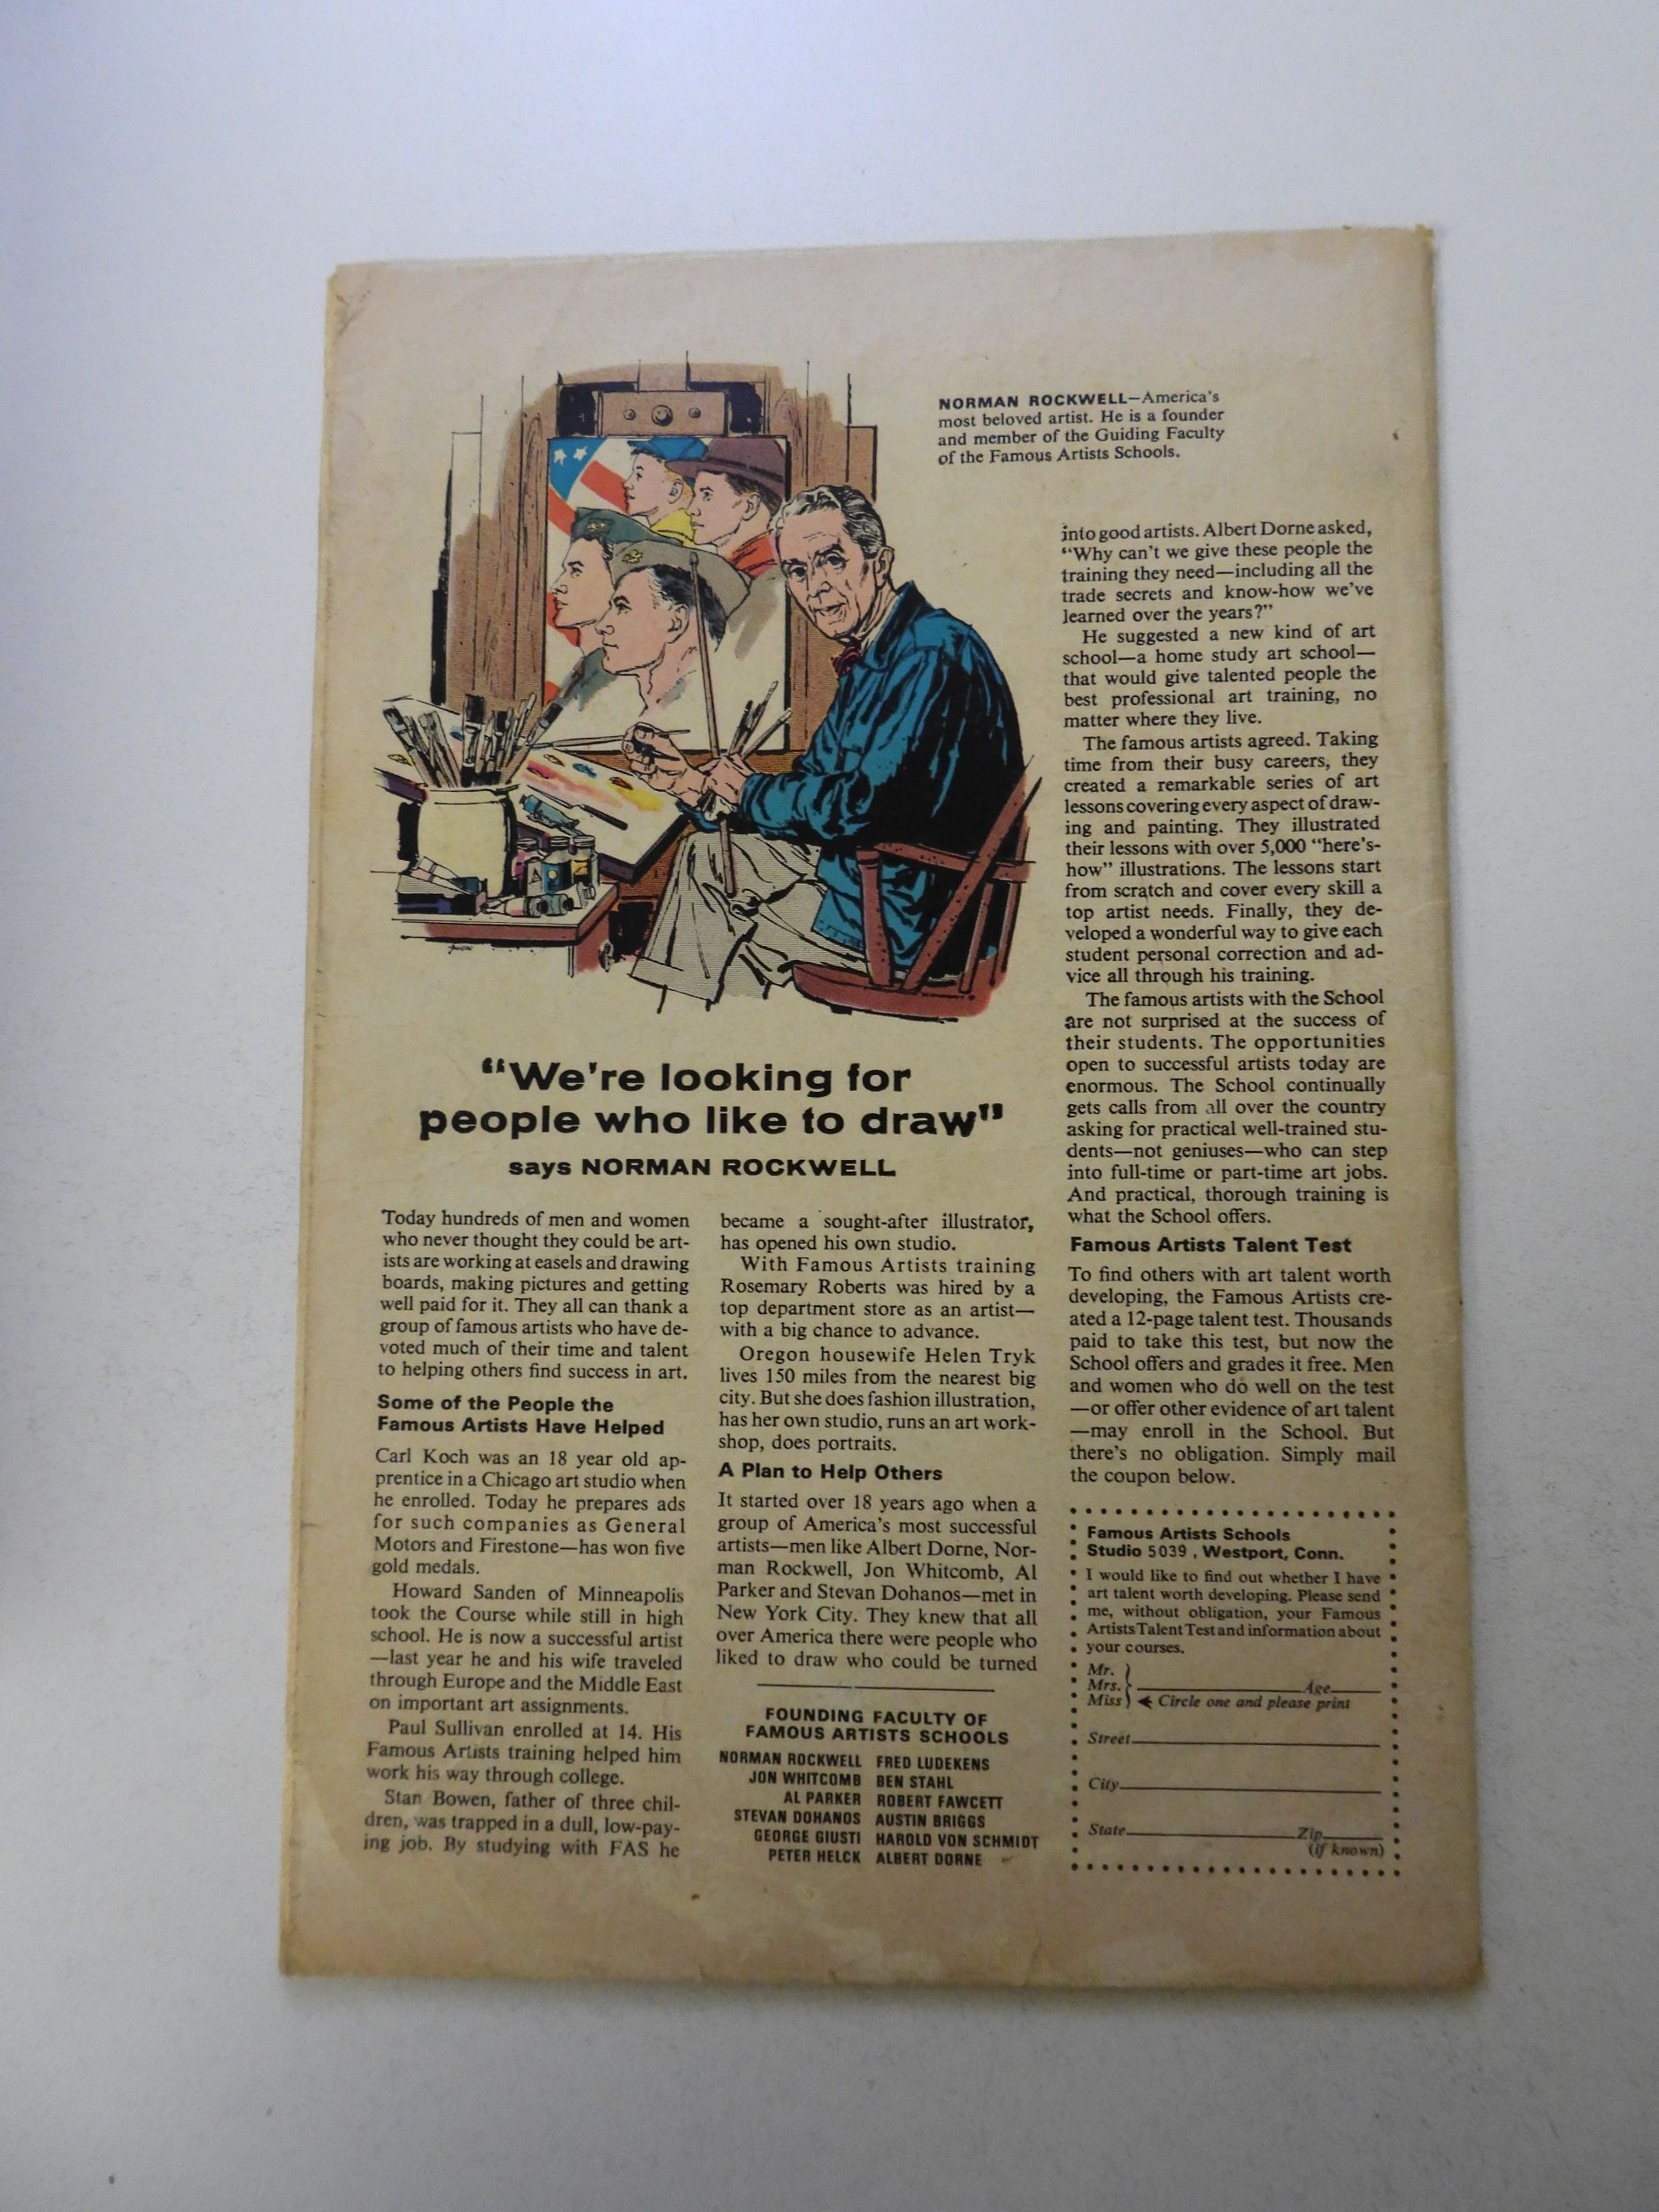 NORMAN ROCKWELL—America's
most beloved artist. He is a founder
and member of the Guiding Faculty
of the Famous Artists Schools.
"We're looking for
people who like to draw"
says NORMAN ROCKWELL
Today hundreds of men and women
who never thought they could be art-
ists are working at easels and drawing
boards, making pictures and getting
well paid for it. They all can thank a
group of famous artists who have de-
voted much of their time and talent
to helping others find success in art.
Some of the People the
Famous Artists Have Helped
Carl Koch was an 18 year old ap-
prentice in a Chicago art studio when
he enrolled. Today he prepares ads
for such companies as General
Motors and Firestone—has won five
gold medals.
Howard Sanden of Minneapolis
took the Course while still in high
school. He is now a successful artist
—last year he and his wife traveled
through Europe and the Middle East
on important art assignments.
Paul Sullivan enrolled at 14. His
Famous Artists training helped him
work his way through college.
Stan Bowen, father of three chil-
dren, was trapped in a dull, low-pay-
ing job. By studying with FAS he
became a sought-after illustrator,
has opened his own studio.
With Famous Artists training
Rosemary Roberts was hired by a
top department store as an artist—
with a big chance to advance.
Oregon housewife Helen Tryk
lives 150 miles from the nearest big
city. But she does fashion illustration,
has her own studio, runs an art work-
shop, does portraits.
A Plan to Help Others
It started over 18 years ago when a
group of America's most successful
artists—men like Albert Dorne, Nor-
man Rockwell, Jon Whitcomb, Al
Parker and Stevan Dohanos—met in
New York City. They knew that all
over America there were people who
liked to draw who could be turned
FOUNDING FACULTY OF
FAMOUS ARTISTS SCHOOLS
NORMAN ROCKWELL FRED LUDEKENS
JON WHITCOMB BEN STAHL
AL PARKER ROBERT FAWCETT
STEVAN DOHANOS AUSTIN BRIGGS
GEORGE GIUSTI HAROLD VON SCHMIDT
PETER HELCK ALBERT DORNE
into good artists. Albert Dorne asked,
"Why can't we give these people the
training they need—including all the
trade secrets and know-how we've
learned over the years?"
He suggested a new kind of art
school—a home study art school—
that would give talented people the
best professional art training, no
matter where they live.
The famous artists agreed. Taking
time from their busy careers, they
created a remarkable series of art
lessons covering every aspect of draw-
ing and painting. They illustrated
their lessons with over 5,000 "here's-
how" illustrations. The lessons start
from scratch and cover every skill a
top artist needs. Finally, they de-
veloped a wonderful way to give each
student personal correction and ad-
vice all through his training.
The famous artists with the School
are not surprised at the success of
their students. The opportunities
open to successful artists today are
enormous. The School continually
gets calls from all over the country
asking for practical well-trained stu-
dents—not geniuses—who can step
into full-time or part-time art jobs.
And practical, thorough training is
what the School offers.
Famous Artists Talent Test
To find others with art talent worth
developing, the Famous Artists cre-
ated a 12-page talent test. Thousands
paid to take this test, but now the
School offers and grades it free. Men
and women who do well on the test
—or offer other evidence of art talent
—may enroll in the School. But
there's no obligation. Simply mail
the coupon below.
Famous Artists Schools
Studio 5039, Westport, Conn.
I would like to find out whether I have
art talent worth developing. Please send
me, without obligation, your Famous
Artists Talent Test and information about
your courses.
Mr.
Mrs. Age
Miss Circle one and please print
Street
City
State Zip
(if known)